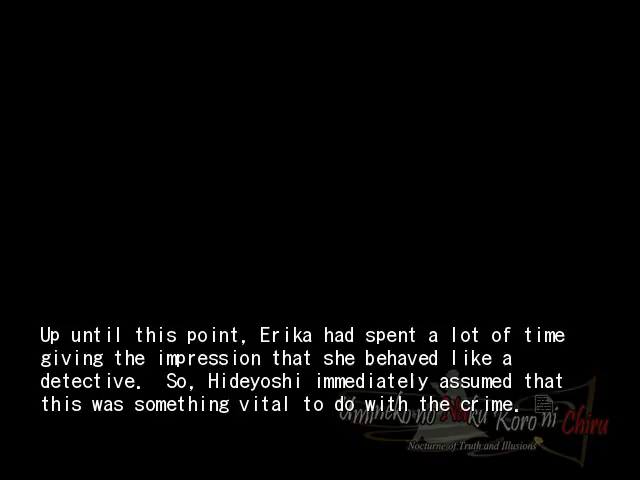 Up until this point, Erika had spent a lot of time
giving the impression that she behaved like a
detective.  So, Hideyoshi immediately assumed that
this was something vital to do with the crime.
Umineko no Naku Koro ni Chiru
Nocturne of Truth and Illusions